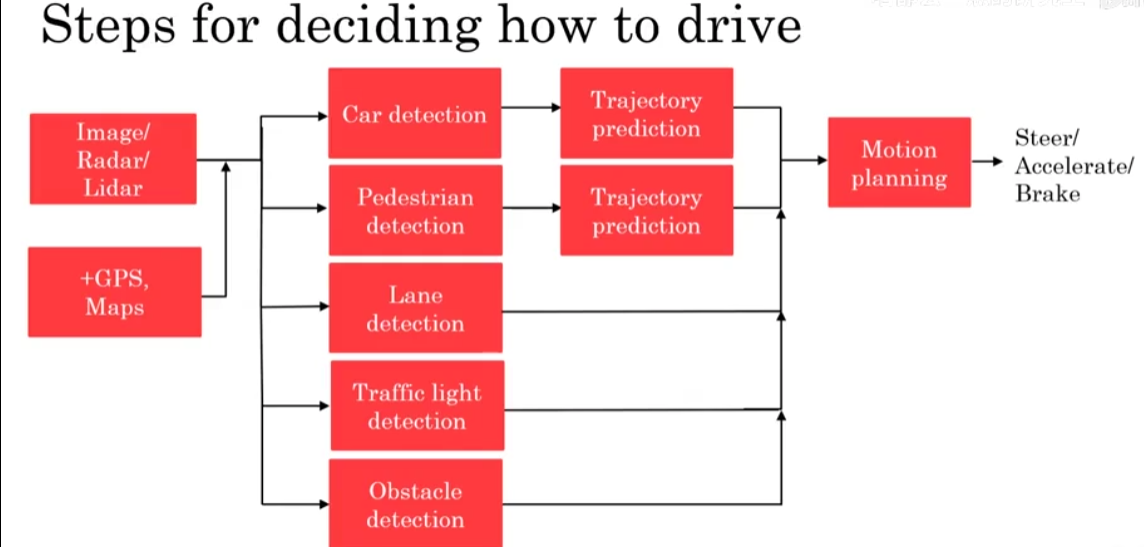 Steps for deciding how to drive
Image/
Radar/
Lidar
+GPS,
Maps
Car detection
Trajectory
prediction
Pedestrian
detection
Trajectory
prediction
Lane
detection
Traffic light
detection
Obstacle
detection
Motion
planning
Steer/
Accelerate/
Brake